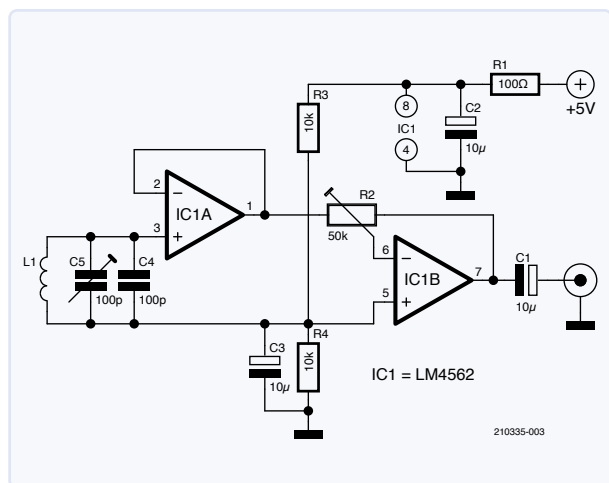 R1
100Ω
+5V
R3
10k
8
IC1
4
C2
10µ
2
1
IC1A
3
R2
50k
6
IC1B
7
5
C1
10µ
L1
C5
C4
100p
100p
R4
10k
C3
10µ
IC1 = LM4562
210335-003